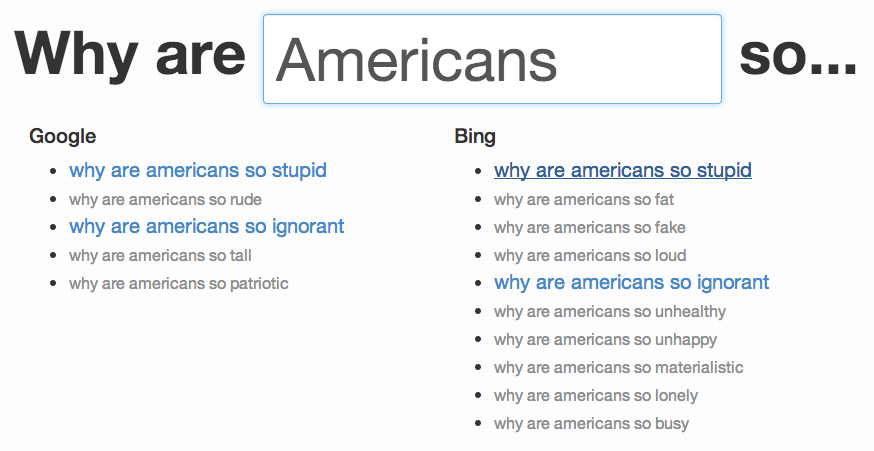 Why are Americans so...
Google
why are americans so stupid
why are americans so rude
why are americans so ignorant
why are americans so tall
why are americans so patriotic
Bing
why are americans so stupid
why are americans so fat
why are americans so fake
why are americans so loud
why are americans so ignorant
why are americans so unhealthy
why are americans so unhappy
why are americans so materialistic
why are americans so lonely
why are americans so busy